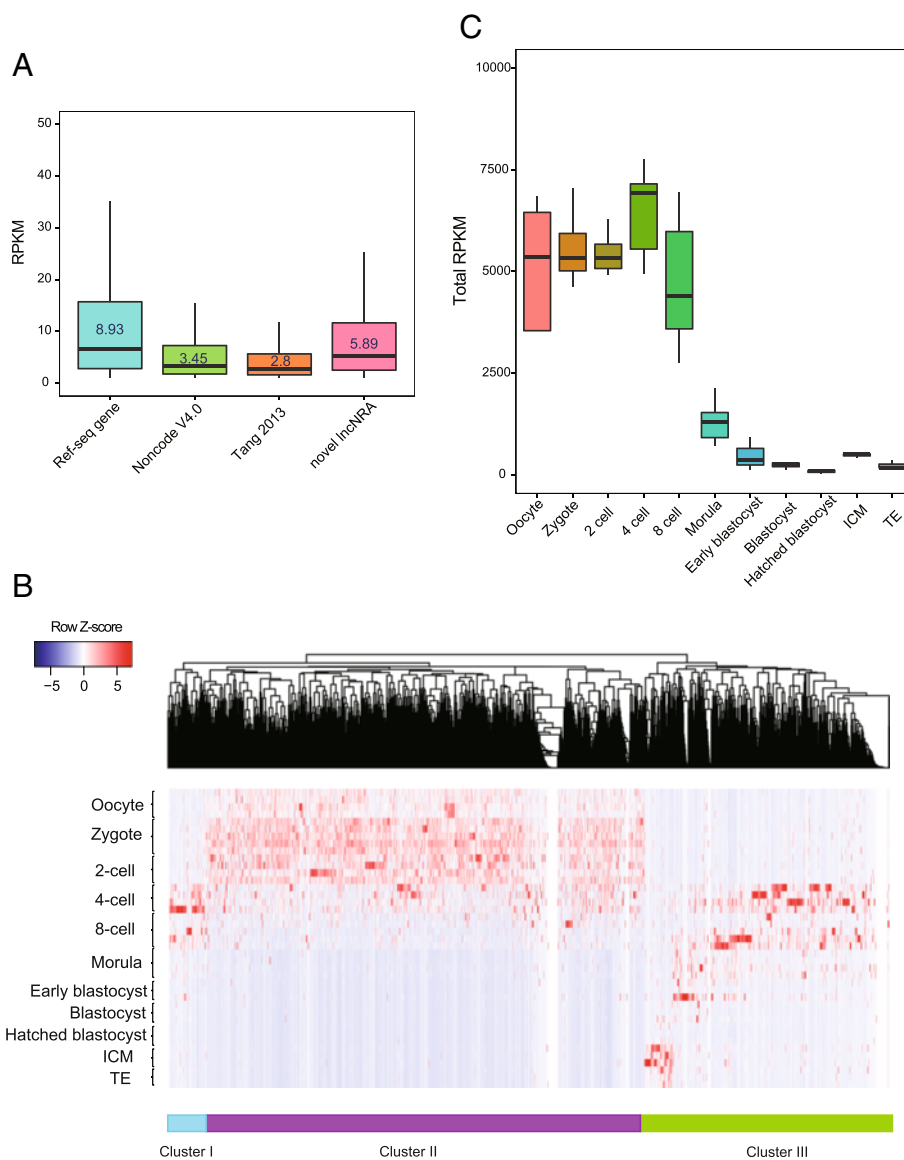 A
50
40
30
20
10
0
RPKM
8.93
3.45
2.8
5.89
Ref-seq gene
Noncode V4.0
Tang 2013
novel lncNRA
C
10000
7500
5000
2500
0
Total RPKM
Oocyte
Zygote
2 cell
4 cell
8 cell
Morula
Early blastocyst
Blastocyst
Hatched blastocyst
ICM
TE
B
Row Z-score
−5 0 5
Oocyte
Zygote
2-cell
4-cell
8-cell
Morula
Early blastocyst
Blastocyst
Hatched blastocyst
ICM
TE
Cluster I Cluster II Cluster III